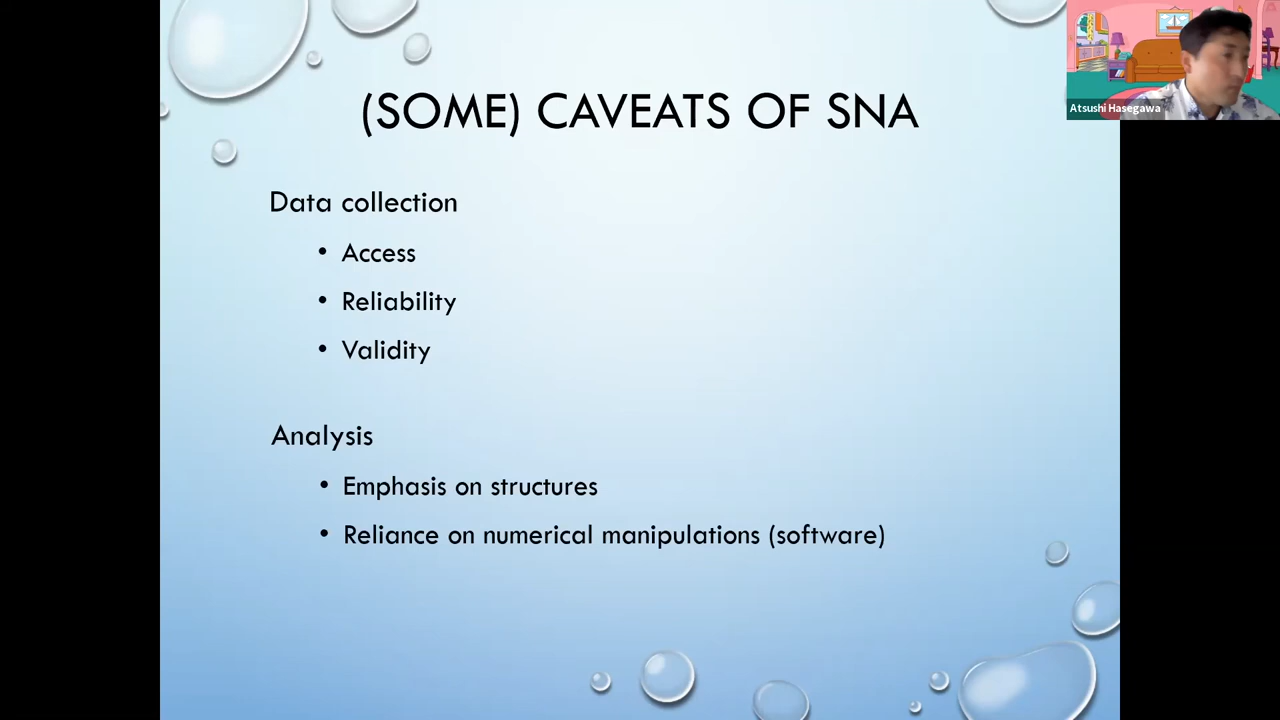 (SOME) CAVEATS OF SNA
Atsushi Hasegawa
Data collection
• Access
• Reliability
• Validity
Analysis
• Emphasis on structures
• Reliance on numerical manipulations (software)